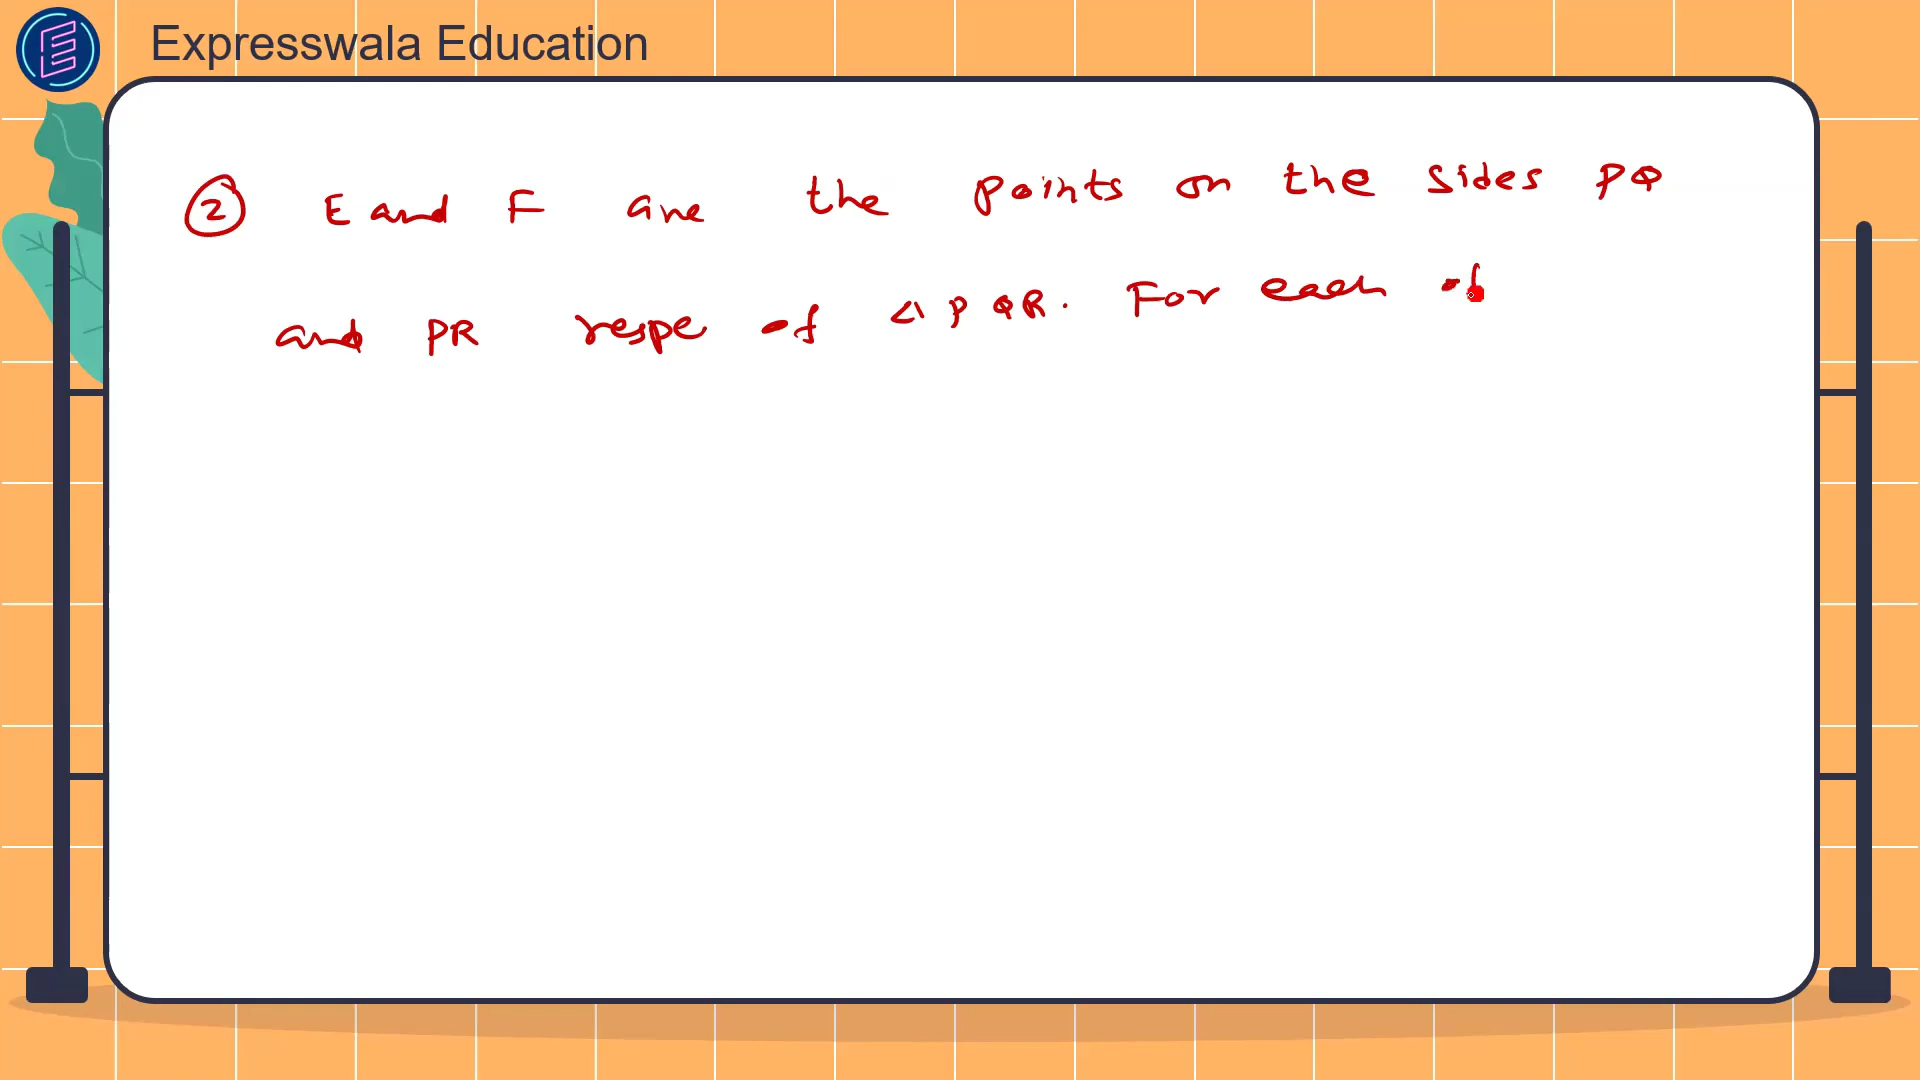 Expresswala Education
② E and F are the points on the sides PQ
and PR respe of △PQR. For each of